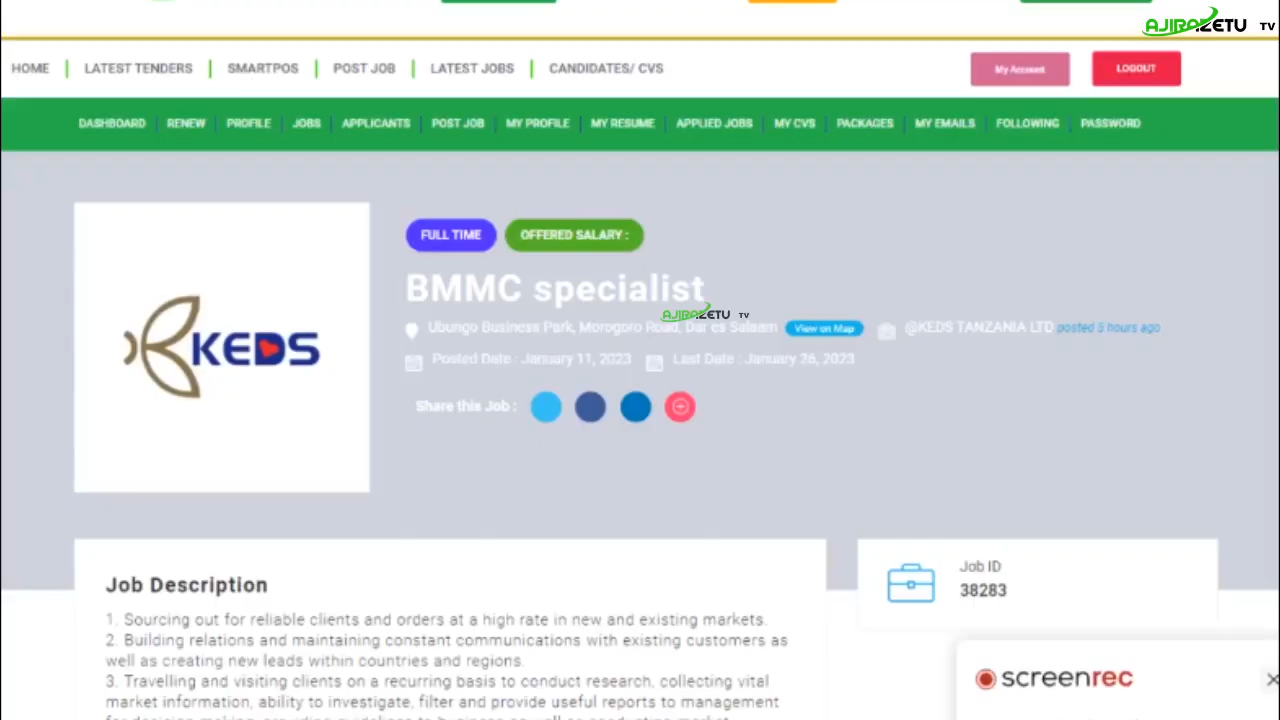 AJIRAZETU TV
HOME LATEST TENDERS SMARTPOS POST JOB LATEST JOBS CANDIDATES/ CVS My Account LOGOUT
DASHBOARD RENEW PROFILE JOBS APPLICANTS POST JOB MY PROFILE MY RESUME APPLIED JOBS MY CVS PACKAGES MY EMAILS FOLLOWING PASSWORD
KEDS
FULL TIME OFFERED SALARY :
BMMC specialist
AJIRAZETU TV
Ubungo Business Park, Morogoro Road, Dar es Salaam View on Map @KEDS TANZANIA LTD posted 5 hours ago
Posted Date : January 11, 2023 Last Date : January 26, 2023
Share this Job :
Job Description
1. Sourcing out for reliable clients and orders at a high rate in new and existing markets.
2. Building relations and maintaining constant communications with existing customers as
well as creating new leads within countries and regions.
3. Travelling and visiting clients on a recurring basis to conduct research, collecting vital
market information, ability to investigate, filter and provide useful reports to management
Job ID
38283
screenrec